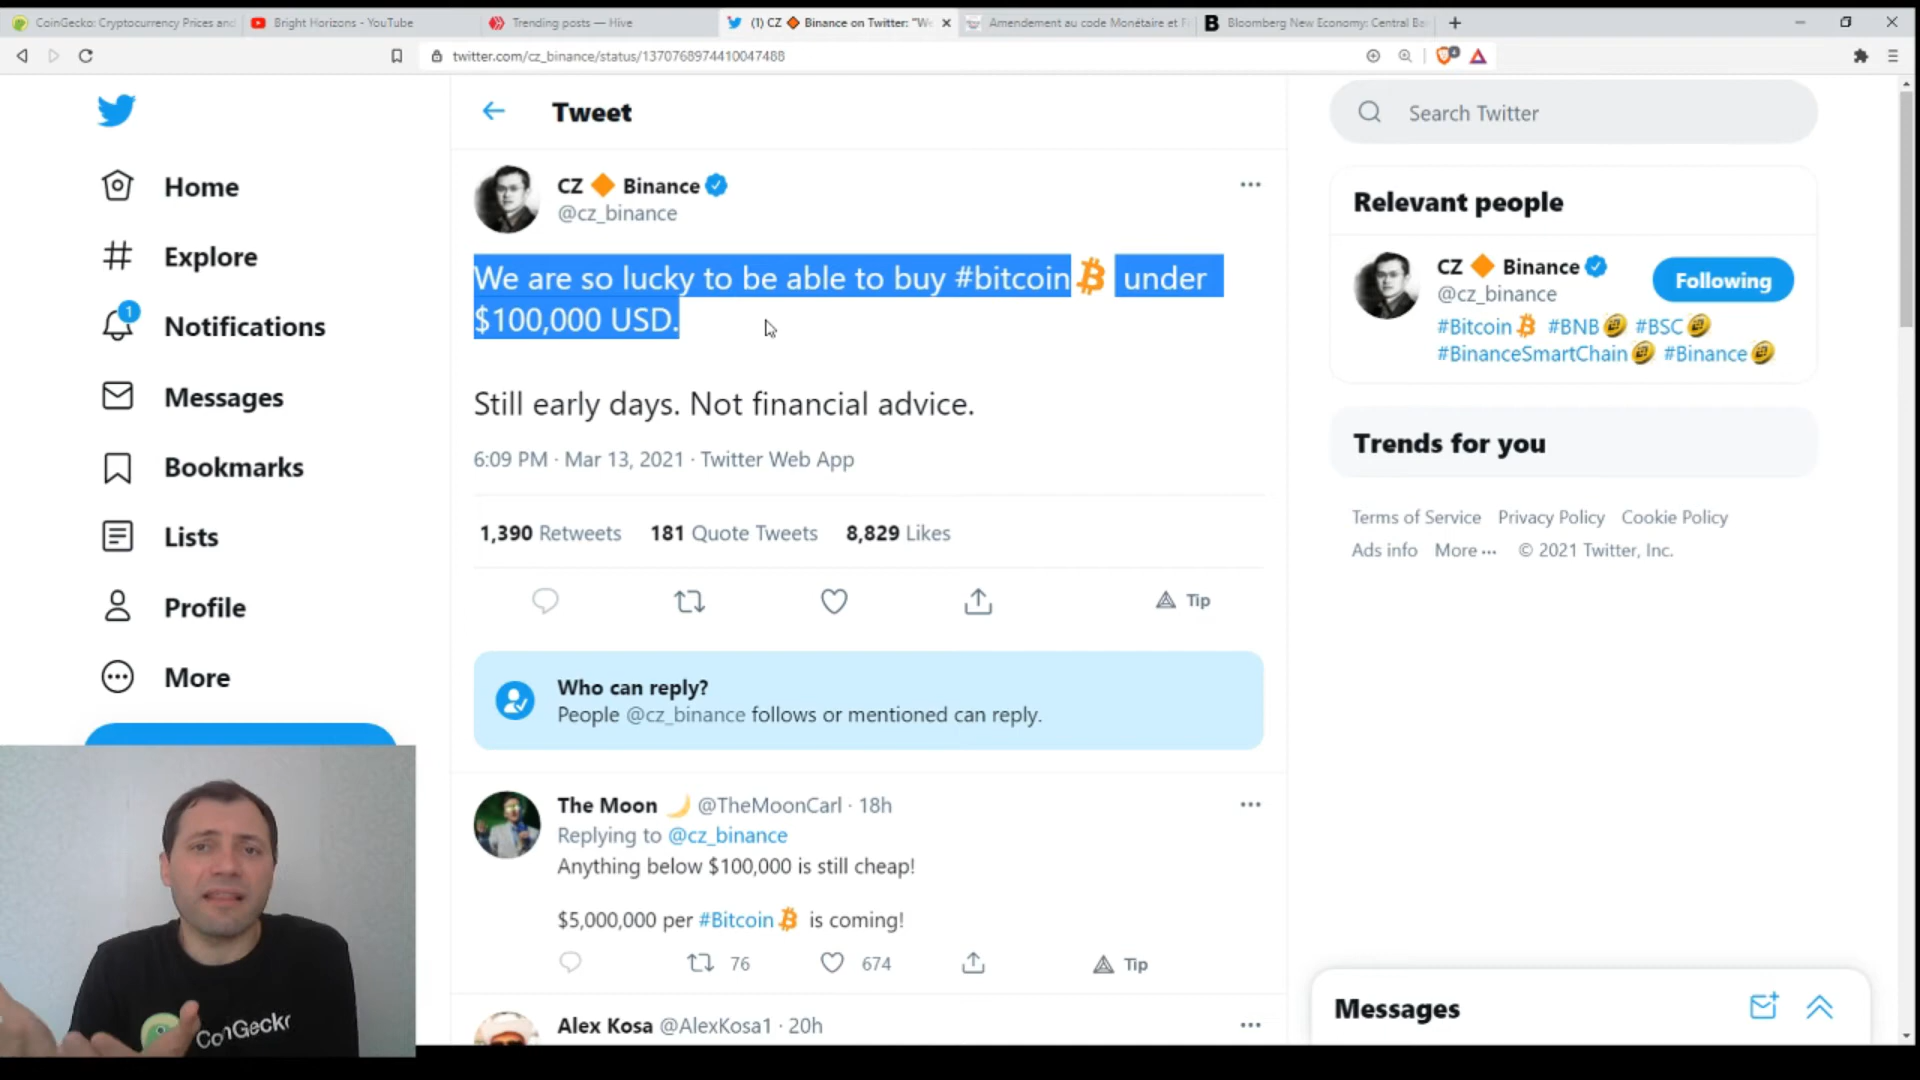 CoinGecko: Cryptocurrency Prices and
Bright Horizons - YouTube
Trending posts — Hive
(1) CZ 🔶 Binance on Twitter: "We
Amendement au code Monétaire et Fi
Bloomberg New Economy: Central Ba
twitter.com/cz_binance/status/1370768974410047488
Home
Explore
1
Notifications
Messages
Bookmarks
Lists
Profile
More
Tweet
CZ 🔶 Binance
@cz_binance
We are so lucky to be able to buy #bitcoin under
$100,000 USD.
Still early days. Not financial advice.
6:09 PM · Mar 13, 2021 · Twitter Web App
1,390 Retweets 181 Quote Tweets 8,829 Likes
Tip
Who can reply?
People @cz_binance follows or mentioned can reply.
The Moon 🌙 @TheMoonCarl · 18h
Replying to @cz_binance
Anything below $100,000 is still cheap!
$5,000,000 per #Bitcoin is coming!
76 674 Tip
Alex Kosa @AlexKosa1 · 20h
Search Twitter
Relevant people
CZ 🔶 Binance
@cz_binance
Following
#Bitcoin #BNB #BSC
#BinanceSmartChain #Binance
Trends for you
Terms of Service Privacy Policy Cookie Policy
Ads info More ··· © 2021 Twitter, Inc.
Messages
CoinGecko